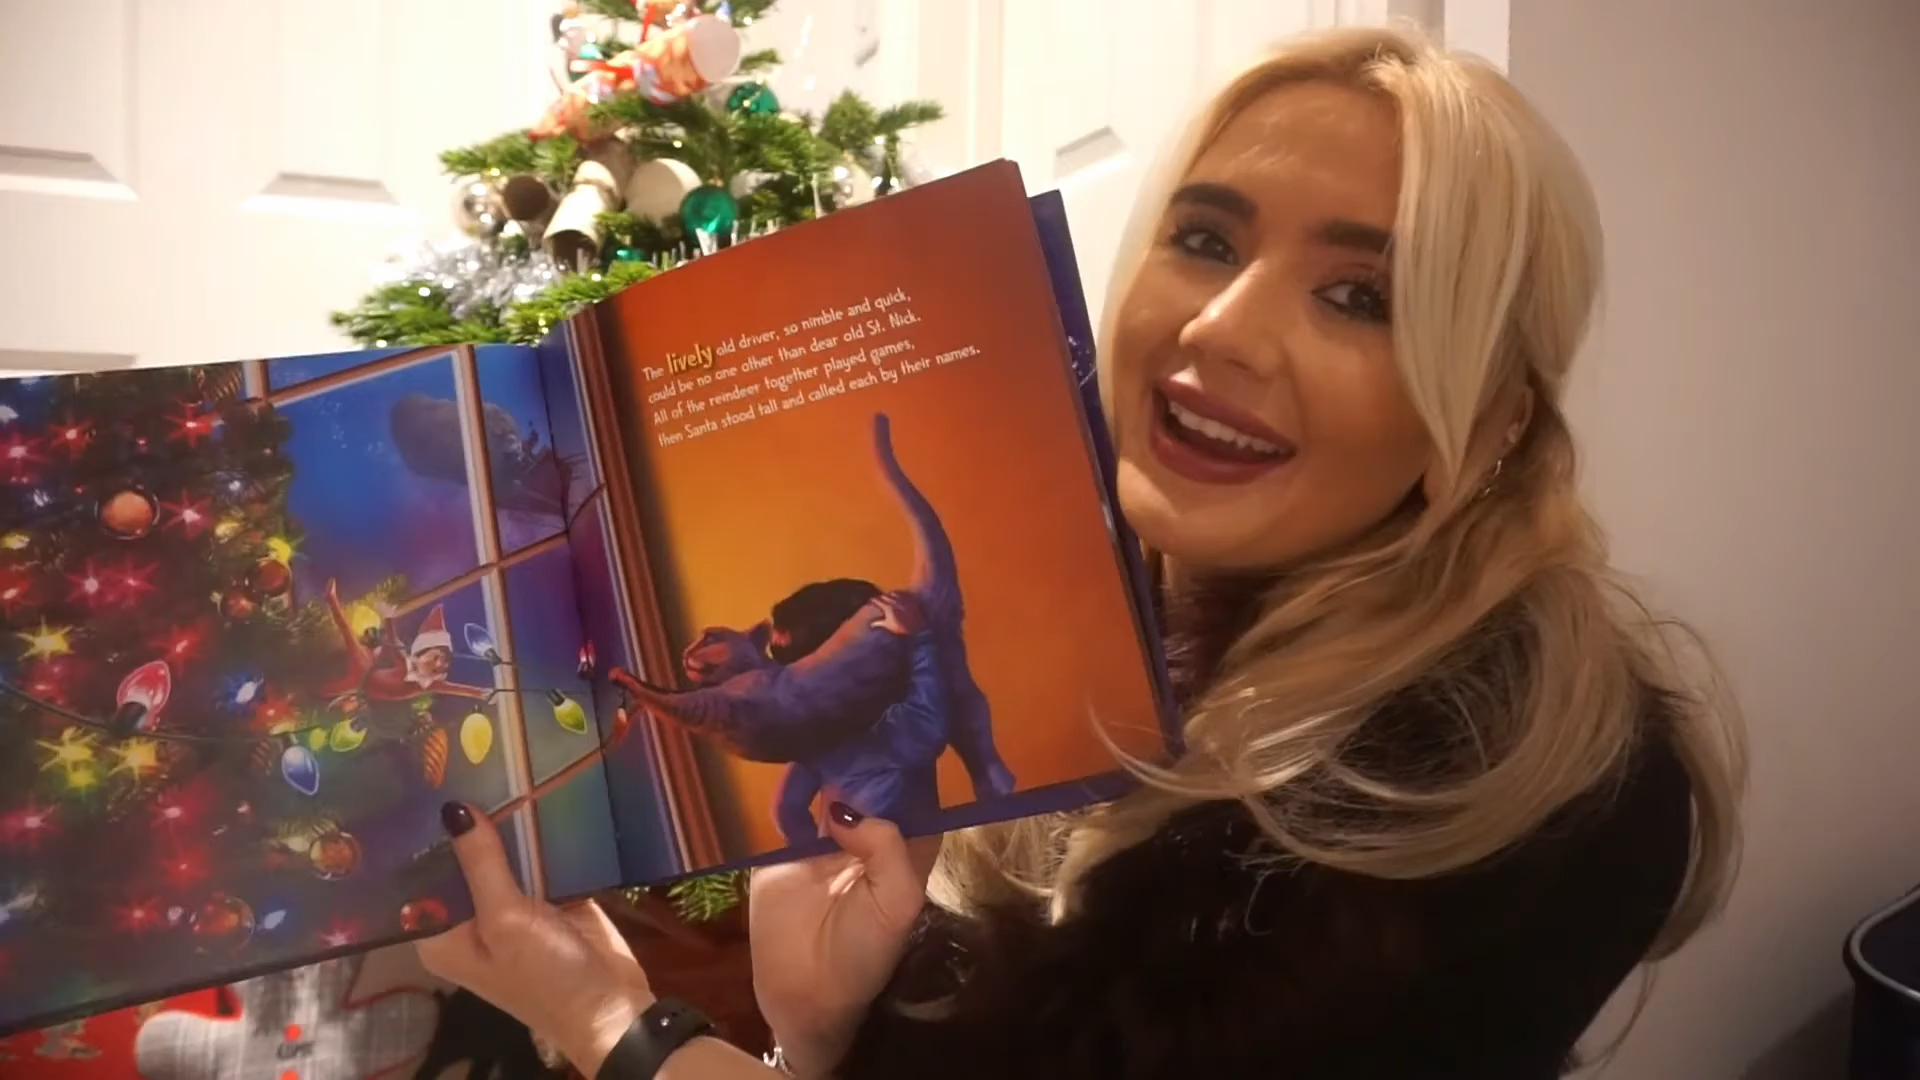 The lively old driver, so nimble and quick,
could be no one other than dear old St. Nick.
All of the reindeer together played games,
then Santa stood tall and called each by their names.